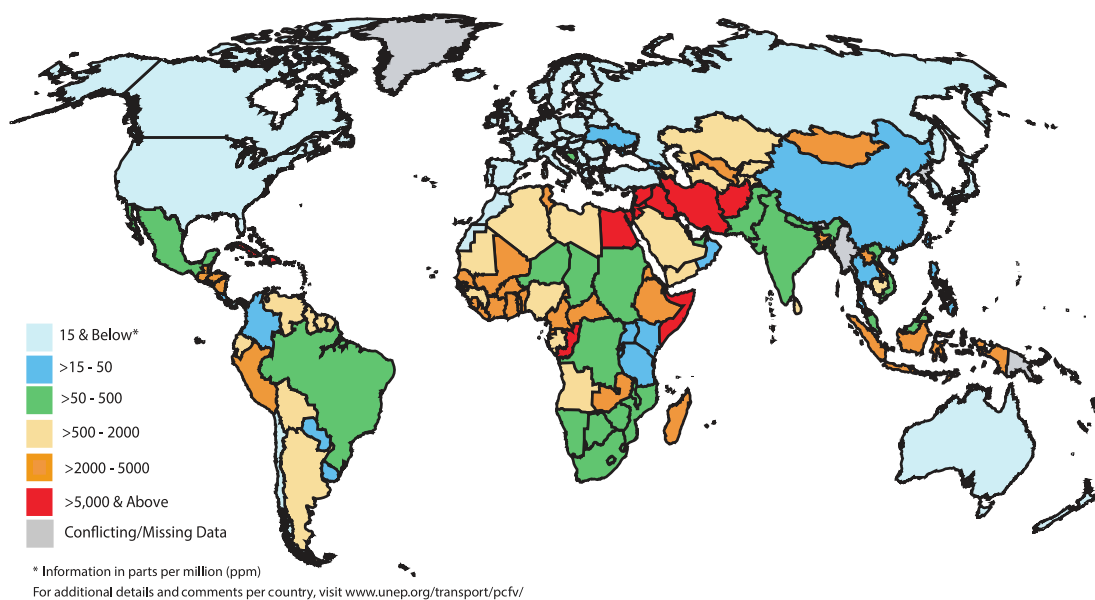 15 & Below*
>15 - 50
>50 - 500
>500 - 2000
>2000 - 5000
>5,000 & Above
Conflicting/Missing Data
* Information in parts per million (ppm)
For additional details and comments per country, visit www.unep.org/transport/pcfv/